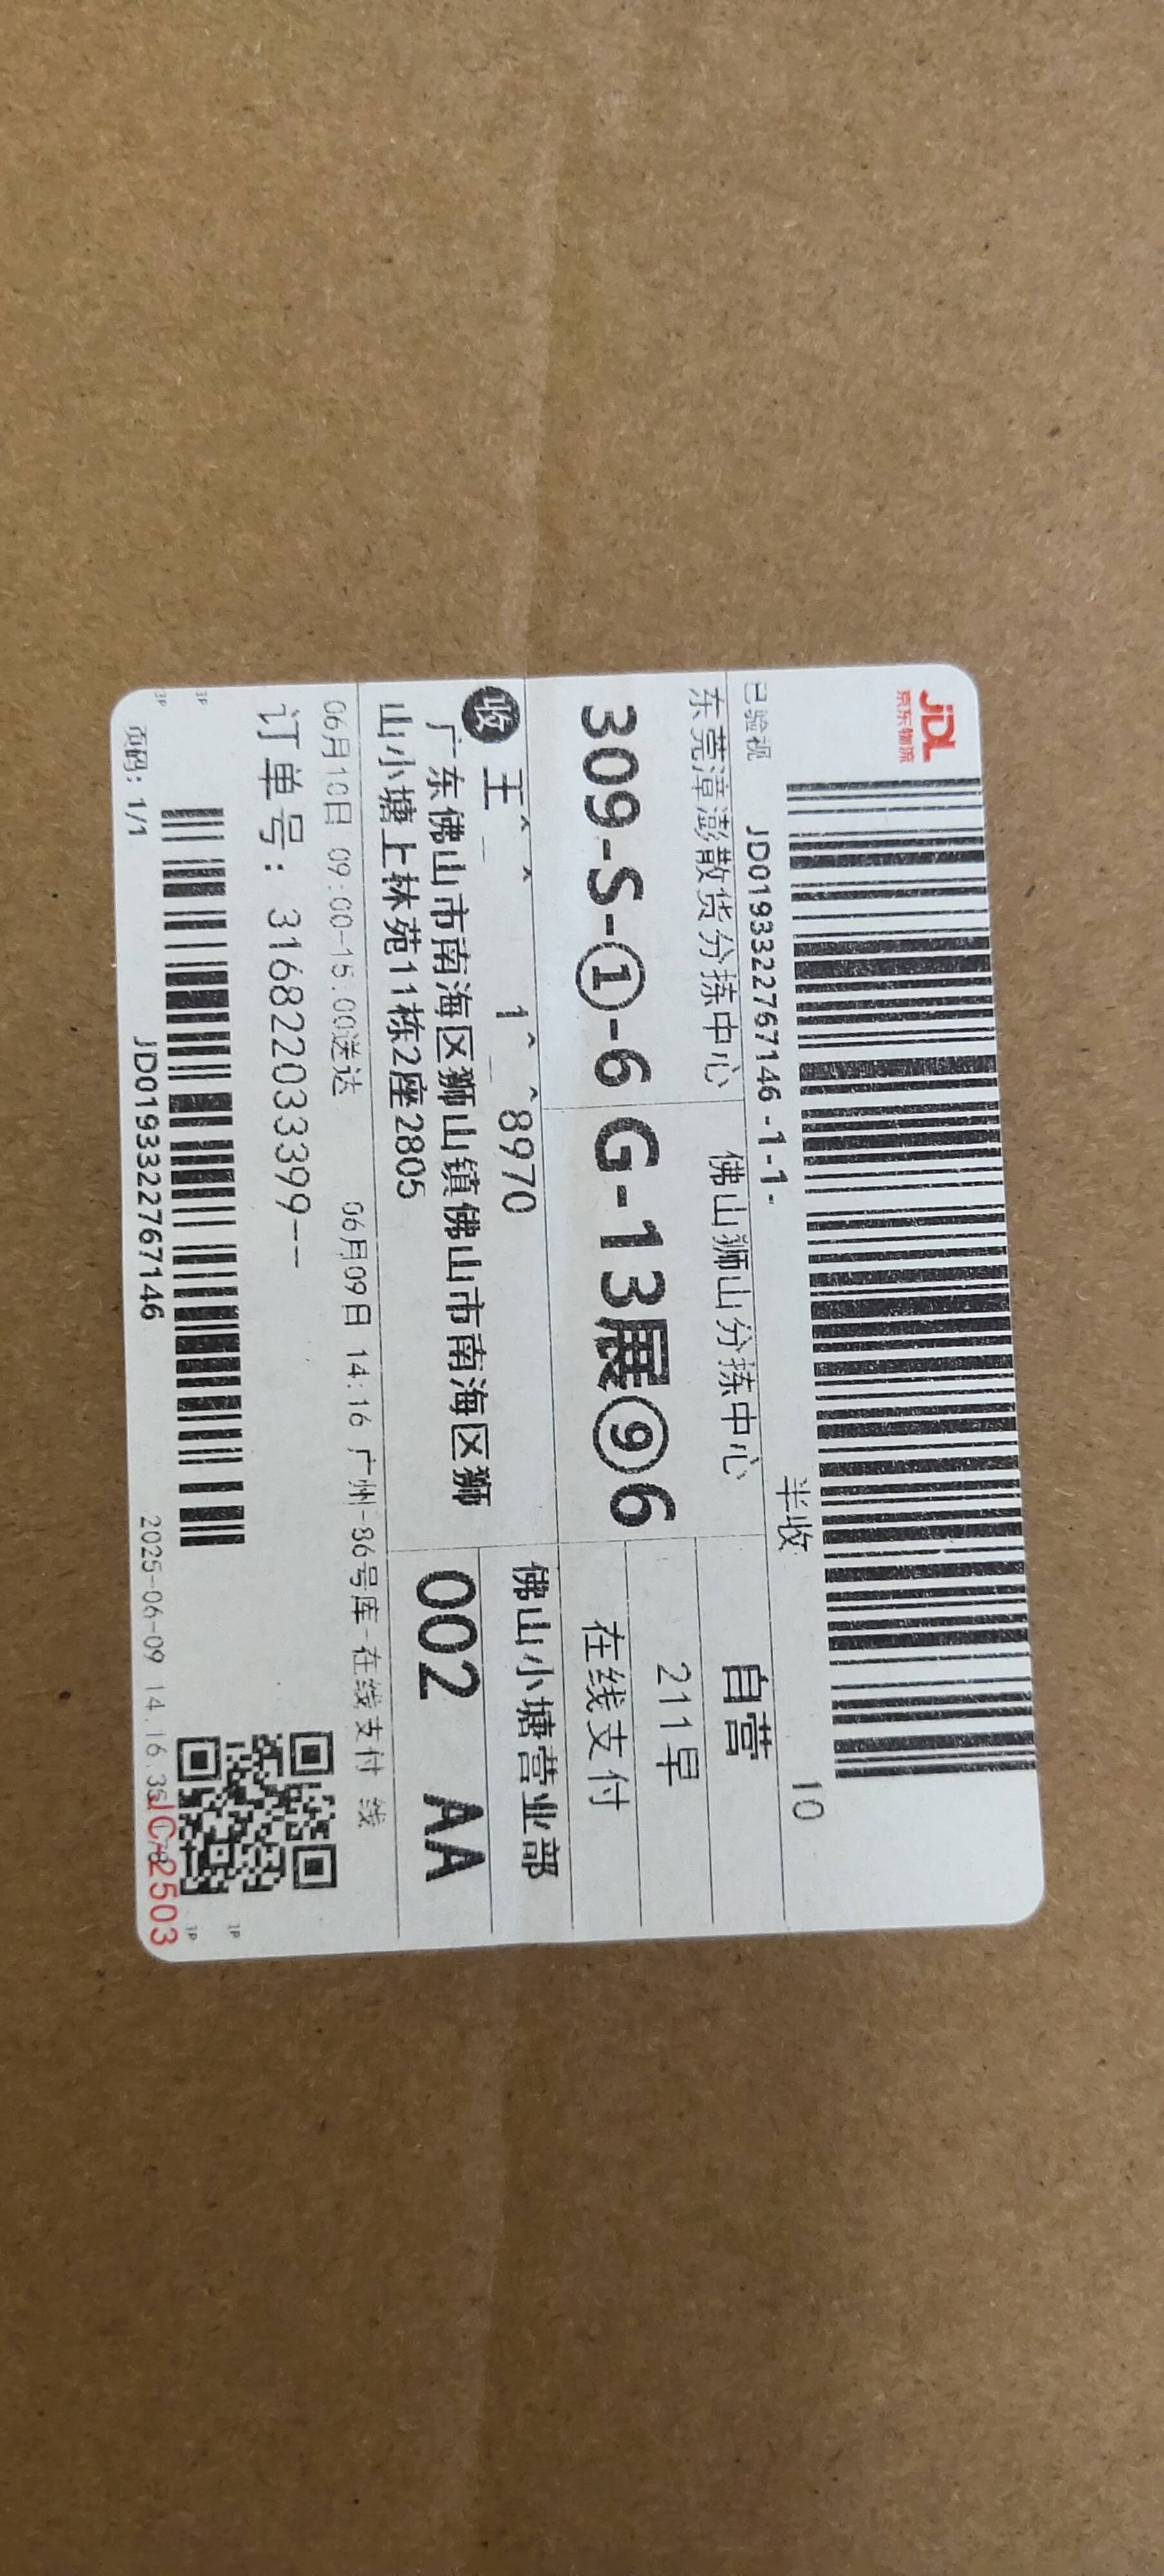 JDL
京东物流
已验视
JD0193322767146 -1-1-
半收
10
东莞漳澎散货分拣中心
佛山狮山分拣中心
自营
309-S-①-6
G-13展⑨6
211早
在线支付
收 王^_^
1^_^8970
佛山小塘营业部
广东佛山市南海区狮山镇佛山市南海区狮
山小塘上林苑11栋2座2805
002 AA
06月10日 09:00-15:00送达
06月09日 14:16 广州-86号库-在线支付 线
订单号: 316822033399--
JD0193322767146
页码: 1/1
2025-06-09 14:16:35
JC-2503